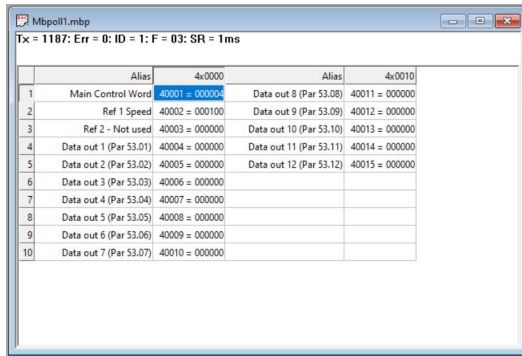 Mbpoll1.mbp
Tx = 1187: Err = 0: ID = 1: F = 03: SR = 1ms
Alias 4x0000 Alias 4x0010
1 Main Control Word 40001 = 000004 Data out 8 (Par 53.08) 40011 = 000000
2 Ref 1 Speed 40002 = 000100 Data out 9 (Par 53.09) 40012 = 000000
3 Ref 2 - Not used 40003 = 000000 Data out 10 (Par 53.10) 40013 = 000000
4 Data out 1 (Par 53.01) 40004 = 000000 Data out 11 (Par 53.11) 40014 = 000000
5 Data out 2 (Par 53.02) 40005 = 000000 Data out 12 (Par 53.12) 40015 = 000000
6 Data out 3 (Par 53.03) 40006 = 000000
7 Data out 4 (Par 53.04) 40007 = 000000
8 Data out 5 (Par 53.05) 40008 = 000000
9 Data out 6 (Par 53.06) 40009 = 000000
10 Data out 7 (Par 53.07) 40010 = 000000